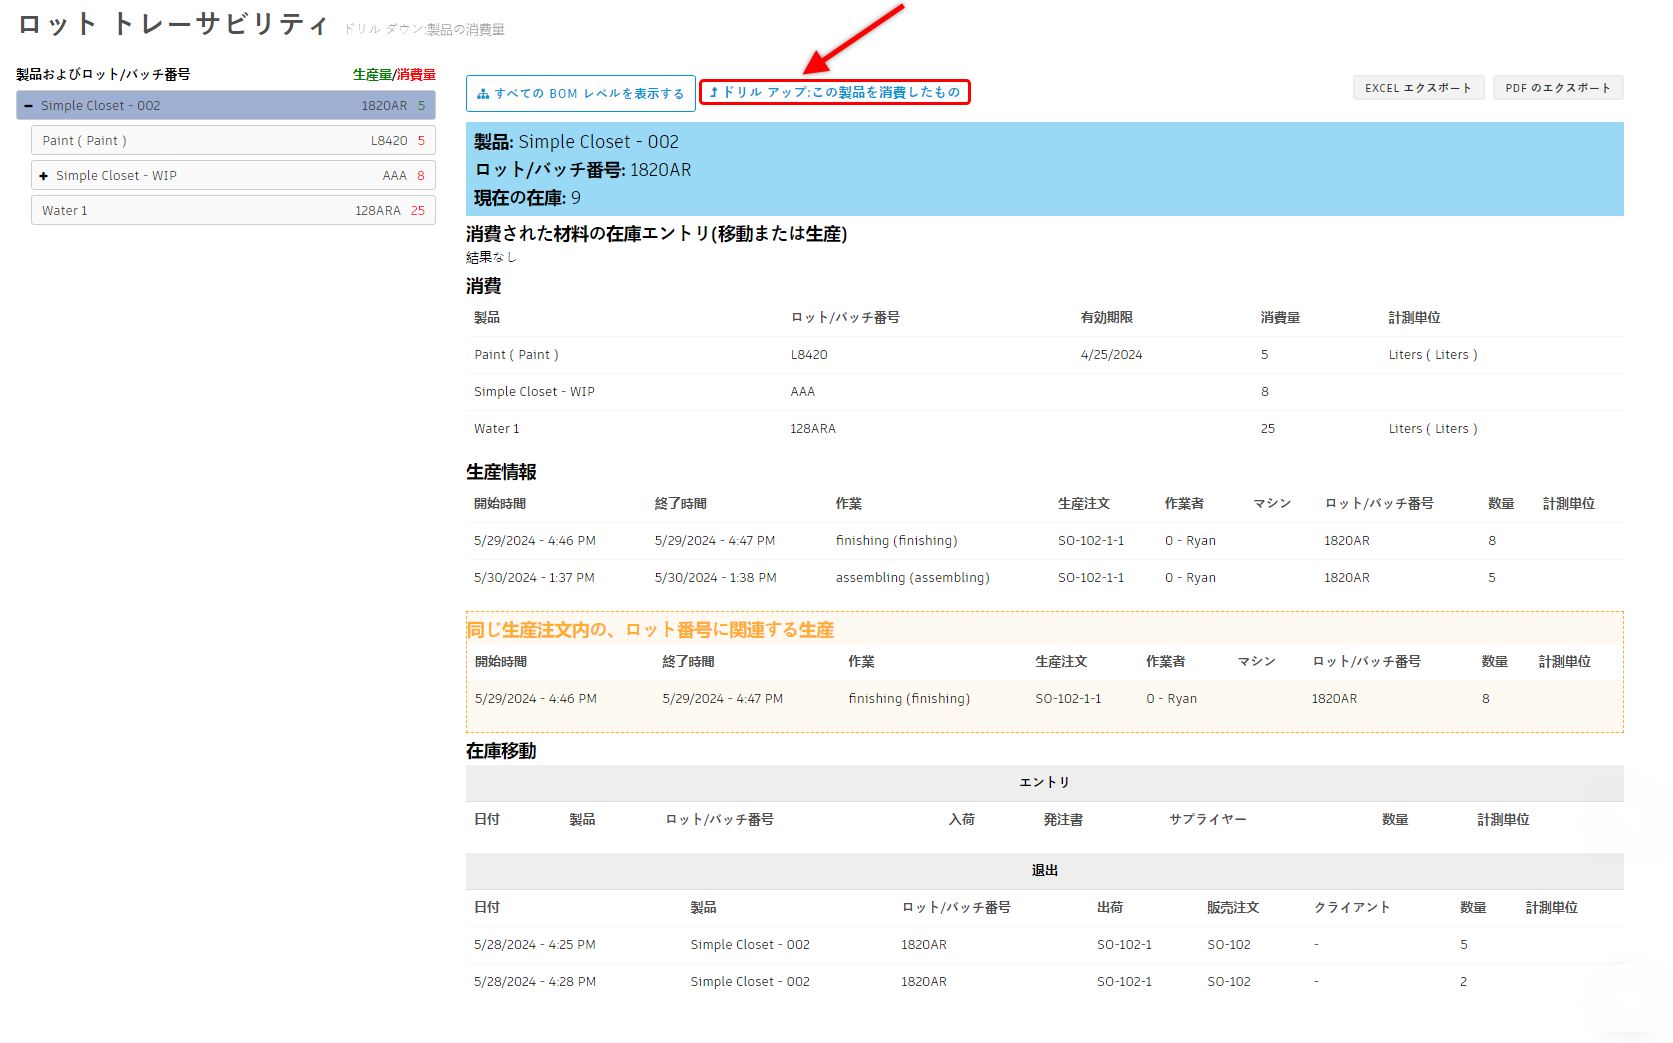 ロット トレーサビリティ ドリル ダウン:製品の消費量
製品およびロット/バッチ番号 生産量/消費量
Simple Closet - 002 1820AR 5
Paint ( Paint ) L8420 5
Simple Closet - WIP AAA 8
Water 1 128ARA 25
すべての BOM レベルを表示する ドリル アップ:この製品を消費したもの EXCEL エクスポート PDF のエクスポート
製品: Simple Closet - 002
ロット/バッチ番号: 1820AR
現在の在庫: 9
消費された材料の在庫エントリ(移動または生産)
結果なし
消費
製品 ロット/バッチ番号 有効期限 消費量 計測単位
Paint ( Paint ) L8420 4/25/2024 5 Liters ( Liters )
Simple Closet - WIP AAA 8
Water 1 128ARA 25 Liters ( Liters )
生産情報
開始時間 終了時間 作業 生産注文 作業者 マシン ロット/バッチ番号 数量 計測単位
5/29/2024 - 4:46 PM 5/29/2024 - 4:47 PM finishing (finishing) SO-102-1-1 0 - Ryan 1820AR 8
5/30/2024 - 1:37 PM 5/30/2024 - 1:38 PM assembling (assembling) SO-102-1-1 0 - Ryan 1820AR 5
同じ生産注文内の、ロット番号に関連する生産
開始時間 終了時間 作業 生産注文 作業者 マシン ロット/バッチ番号 数量 計測単位
5/29/2024 - 4:46 PM 5/29/2024 - 4:47 PM finishing (finishing) SO-102-1-1 0 - Ryan 1820AR 8
在庫移動
エントリ
日付 製品 ロット/バッチ番号 入荷 発注書 サプライヤー 数量 計測単位
退出
日付 製品 ロット/バッチ番号 出荷 販売注文 クライアント 数量 計測単位
5/28/2024 - 4:25 PM Simple Closet - 002 1820AR SO-102-1 SO-102 - 5
5/28/2024 - 4:28 PM Simple Closet - 002 1820AR SO-102-1 SO-102 - 2